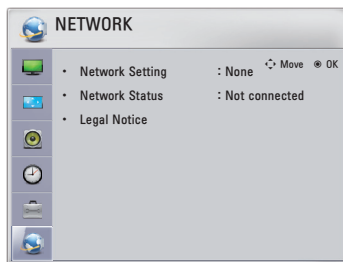 NETWORK
Move OK
• Network Setting : None
• Network Status : Not connected
• Legal Notice